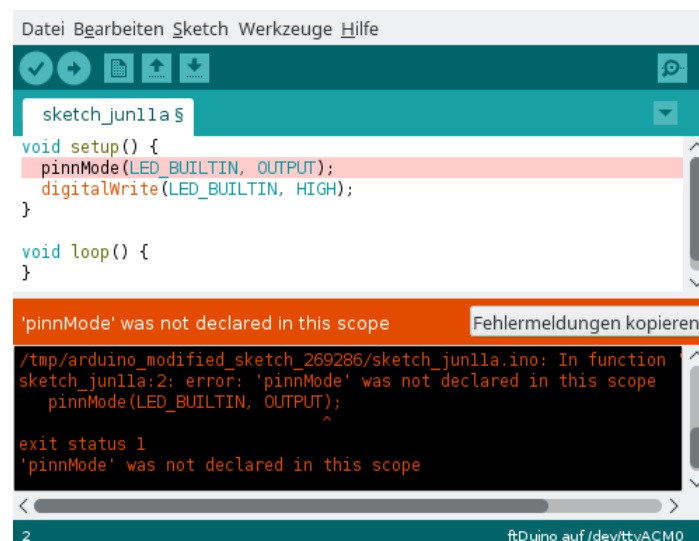 Datei Bearbeiten Sketch Werkzeuge Hilfe
sketch_jun11a §
void setup() {
  pinnMode(LED_BUILTIN, OUTPUT);
  digitalWrite(LED_BUILTIN, HIGH);
}
void loop() {
}
'pinnMode' was not declared in this scope Fehlermeldungen kopieren
/tmp/arduino_modified_sketch_269286/sketch_jun11a.ino: In function '
sketch_jun11a:2: error: 'pinnMode' was not declared in this scope
   pinnMode(LED_BUILTIN, OUTPUT);
^
exit status 1
'pinnMode' was not declared in this scope
2 ftDuino auf /dev/ttyACM0